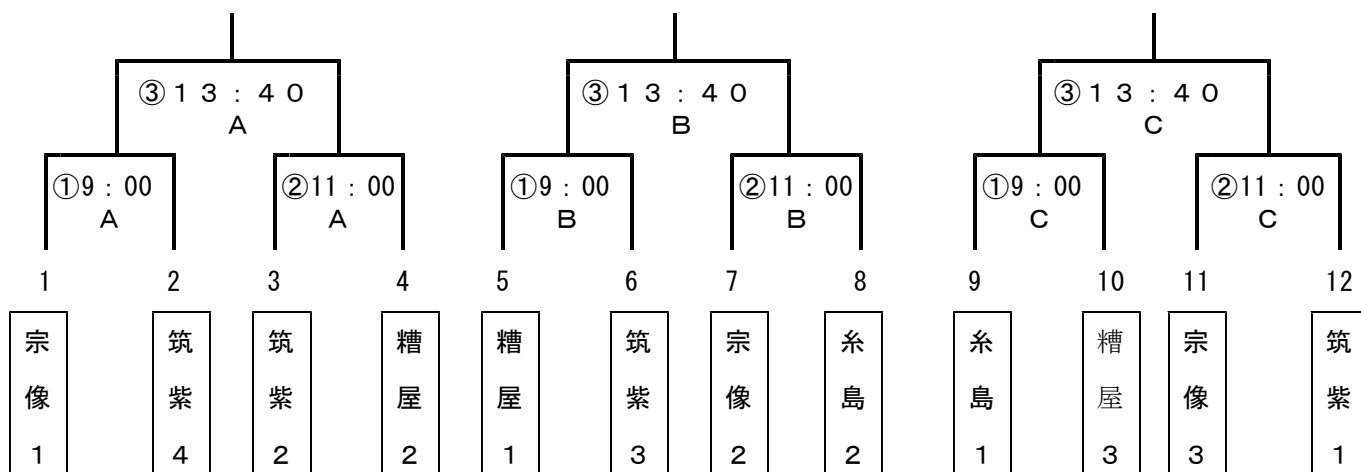 ③１３：４０ ③１３：４０ ③１３：４０
Ａ Ｂ Ｃ
①9：00 ②11：00 ①9：00 ②11：00 ①9：00 ②11：00
Ａ Ａ Ｂ Ｂ Ｃ Ｃ
1 2 3 4 5 6 7 8 9 10 11 12
宗像１
筑紫４
筑紫２
糟屋２
糟屋１
筑紫３
宗像２
糸島２
糸島１
糟屋３
宗像３
筑紫１